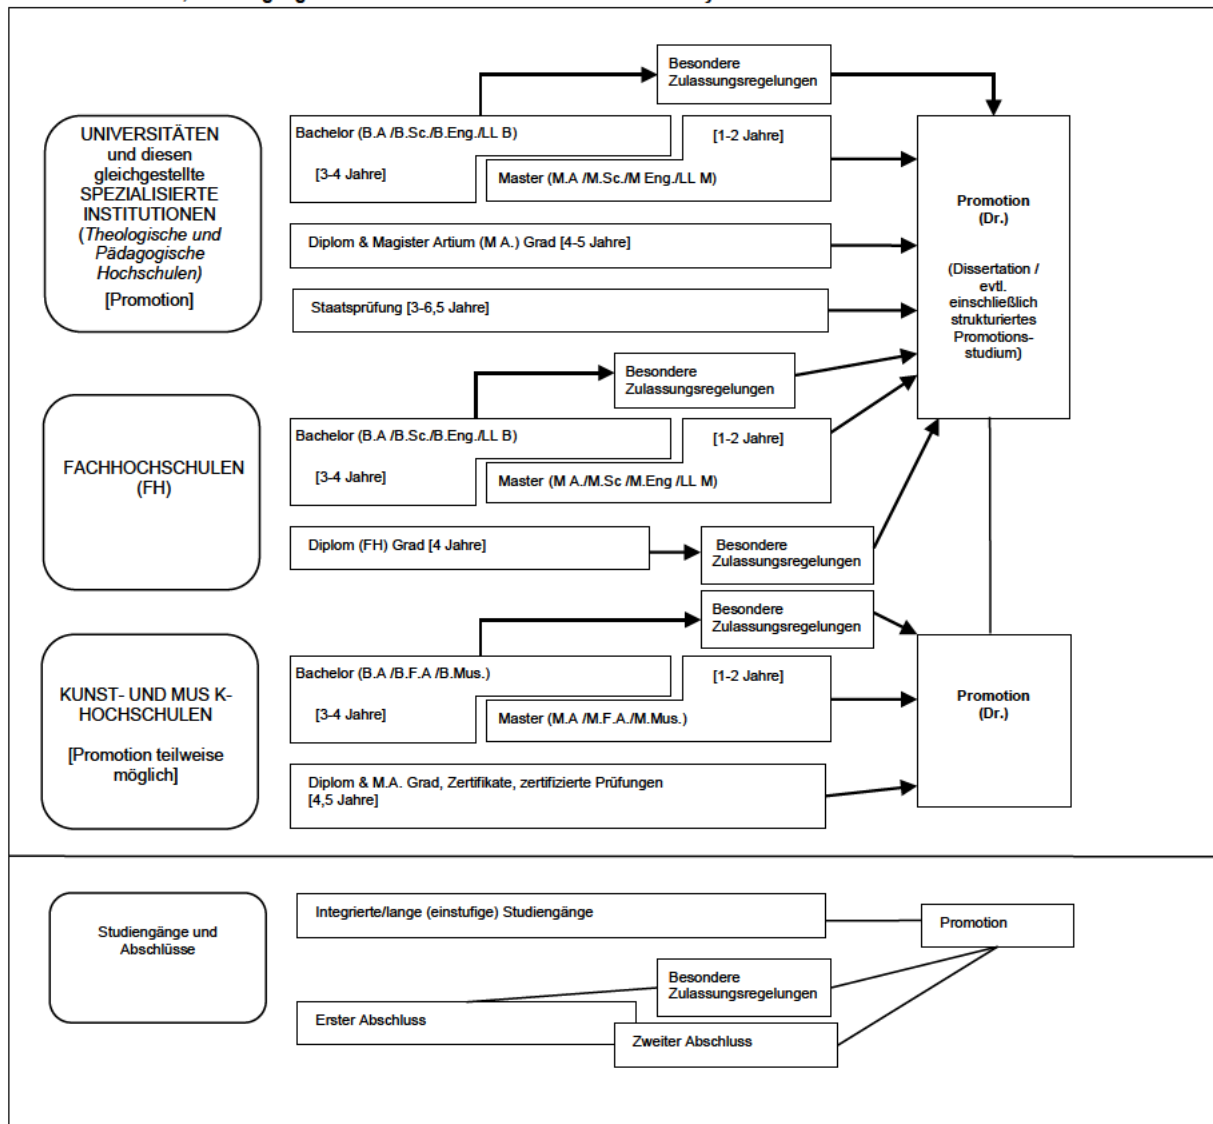 Besondere
Zulassungsregelungen
UNIVERSITÄTEN
und diesen
gleichgestellte
SPEZIALISIERTE
INSTITUTIONEN
(Theologische und
Pädagogische
Hochschulen)
[Promotion]
Bachelor (B.A /B.Sc./B.Eng./LL B)
[3-4 Jahre]
[1-2 Jahre]
Master (M.A /M.Sc./M Eng./LL M)
Diplom & Magister Artium (M A.) Grad [4-5 Jahre]
Staatsprüfung [3-6,5 Jahre]
Promotion
(Dr.)
(Dissertation /
evtl.
einschließlich
strukturiertes
Promotions-
studium)
Besondere
Zulassungsregelungen
FACHHOCHSCHULEN
(FH)
Bachelor (B.A /B.Sc./B.Eng./LL B)
[3-4 Jahre]
[1-2 Jahre]
Master (M A./M.Sc /M.Eng /LL M)
Diplom (FH) Grad [4 Jahre]
Besondere
Zulassungsregelungen
Besondere
Zulassungsregelungen
KUNST- UND MUS K-
HOCHSCHULEN
[Promotion teilweise
möglich]
Bachelor (B.A /B.F.A /B.Mus.)
[3-4 Jahre]
[1-2 Jahre]
Master (M.A /M.F.A./M.Mus.)
Diplom & M.A. Grad, Zertifikate, zertifizierte Prüfungen
[4,5 Jahre]
Promotion
(Dr.)
Studiengänge und
Abschlüsse
Integrierte/lange (einstufige) Studiengänge
Promotion
Besondere
Zulassungsregelungen
Erster Abschluss
Zweiter Abschluss